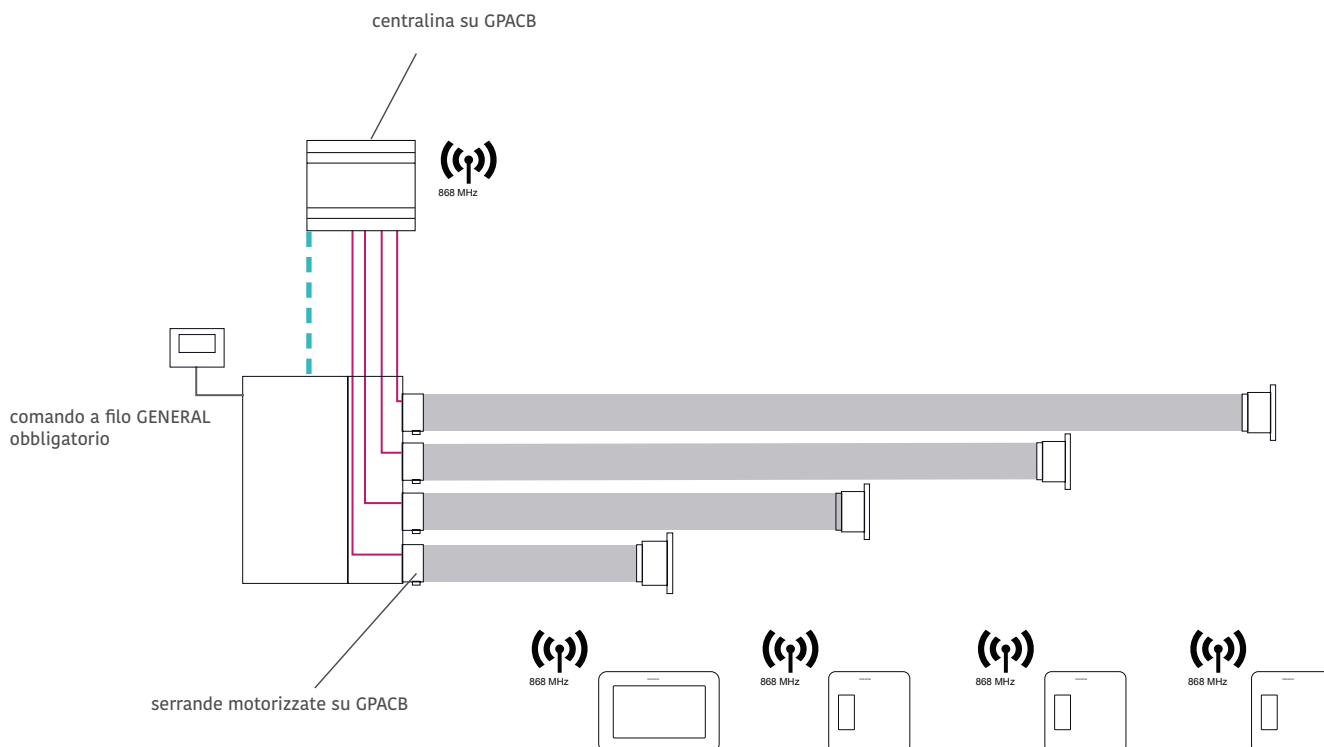 centralina su GPACB
868 MHz
comando a filo GENERAL
obbligatorio
serrande motorizzate su GPACB
868 MHz
868 MHz
868 MHz
868 MHz